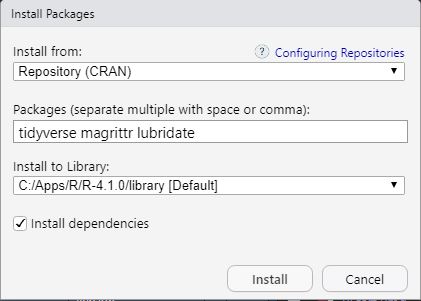 Install Packages
Install from:
Configuring Repositories
Repository (CRAN)
Packages (separate multiple with space or comma):
tidyverse magrittr lubridate
Install to Library:
C:/Apps/R/R-4.1.0/library [Default]
Install dependencies
Install
Cancel